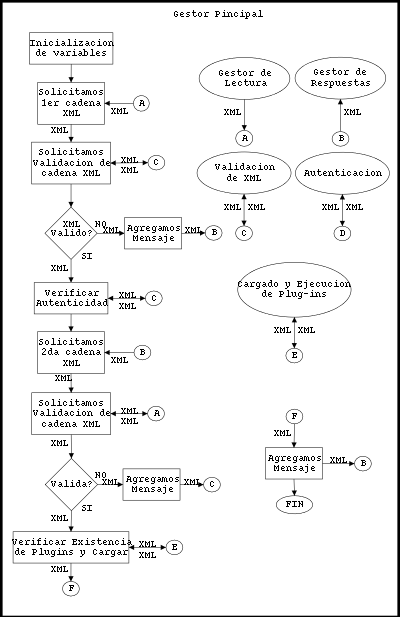 Gestor Pincipal
Inicializacion
de variables
Solicitamos
1er cadena
XML
XML
A
XML
Solicitamos
Validacion de
cadena XML
XML
XML
C
XML
Valido?
NO
XML
Agregamos
Mensaje
XML
B
SI
XML
Verificar
Autenticidad
XML
XML
C
XML
Solicitamos
2da cadena
XML
XML
B
XML
Solicitamos
Validacion de
cadena XML
XML
XML
A
XML
Valida?
NO
XML
Agregamos
Mensaje
XML
C
SI
XML
Verificar Existencia
de Plugins y Cargar
XML
XML
E
XML
F
Gestor de
Lectura
XML
A
Gestor de
Respuestas
XML
B
Validacion
de XML
XML XML
C
Autenticacion
XML XML
D
Cargado y Ejecucion
de Plug-ins
XML XML
E
F
XML
Agregamos
Mensaje
XML
B
FIN